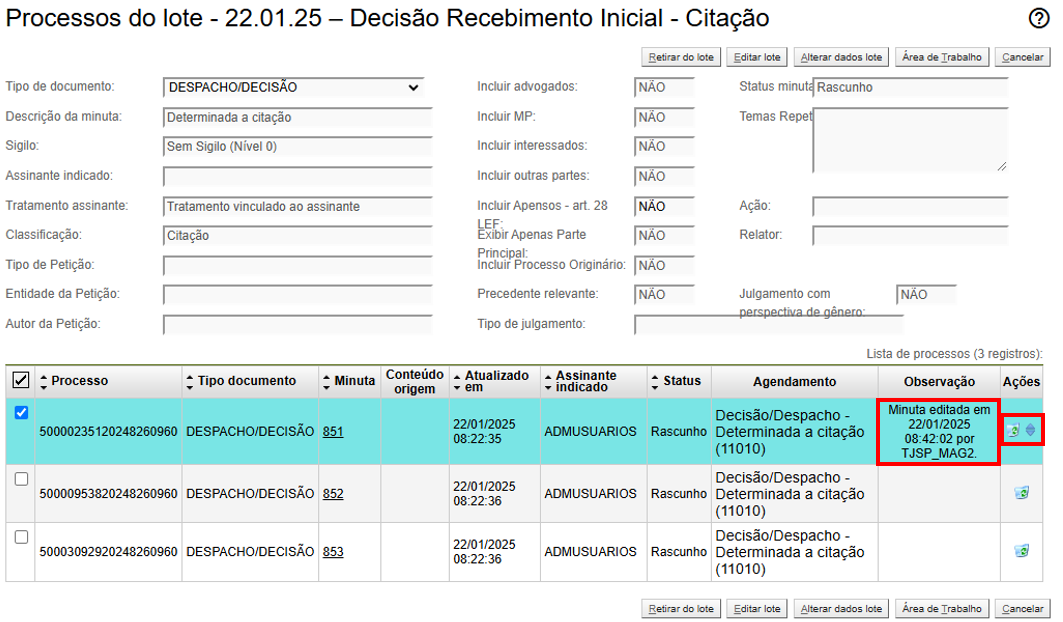 Processos do lote - 22.01.25 – Decisão Recebimento Inicial - Citação
?
Retirar do lote Editar lote Alterar dados lote Área de Trabalho Cancelar
Tipo de documento: DESPACHO/DECISÃO Incluir advogados: NÃO Status minuta Rascunho
Descrição da minuta: Determinada a citação Incluir MP: NÃO Temas Repet
Sigilo: Sem Sigilo (Nível 0) Incluir interessados: NÃO
Assinante indicado: Incluir outras partes: NÃO
Tratamento assinante: Tratamento vinculado ao assinante Incluir Apensos - art. 28 NÃO Ação:
LEF:
Classificação: Citação Exibir Apenas Parte NÃO Relator:
Principal:
Tipo de Petição: Incluir Processo Originário: NÃO
Entidade da Petição: Precedente relevante: NÃO Julgamento com NÃO
perspectiva de gênero:
Autor da Petição: Tipo de julgamento:
Lista de processos (3 registros):
Processo Tipo documento Minuta Conteúdo origem Atualizado em Assinante indicado Status Agendamento Observação Ações
50000235120248260960 DESPACHO/DECISÃO 851 22/01/2025 08:22:35 ADMUSUARIOS Rascunho Decisão/Despacho - Determinada a citação (11010) Minuta editada em 22/01/2025 08:42:02 por TJSP_MAG2.
50000953820248260960 DESPACHO/DECISÃO 852 22/01/2025 08:22:36 ADMUSUARIOS Rascunho Decisão/Despacho - Determinada a citação (11010)
50003092920248260960 DESPACHO/DECISÃO 853 22/01/2025 08:22:36 ADMUSUARIOS Rascunho Decisão/Despacho - Determinada a citação (11010)
Retirar do lote Editar lote Alterar dados lote Área de Trabalho Cancelar